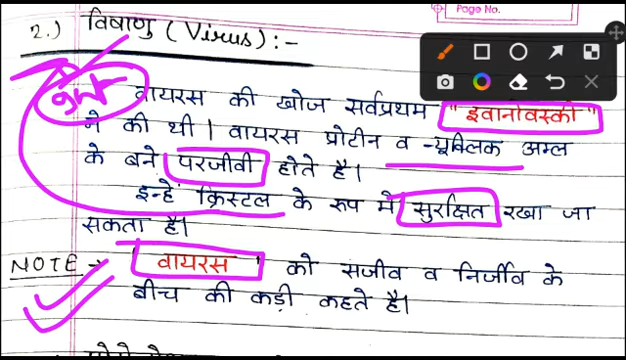 Page No.
2.) विषाणु (Virus) :-
वायरस की खोज सर्वप्रथम "इवानोवस्की"
ने की थी। वायरस प्रोटीन व न्यूक्लिक अम्ल
के बने परजीवी होते है।
इन्हे क्रिस्टल के रूप में सुरक्षित रखा जा
सकता है।
NOTE - "वायरस" को सजीव व निर्जीव के
बीच की कड़ी कहते है।